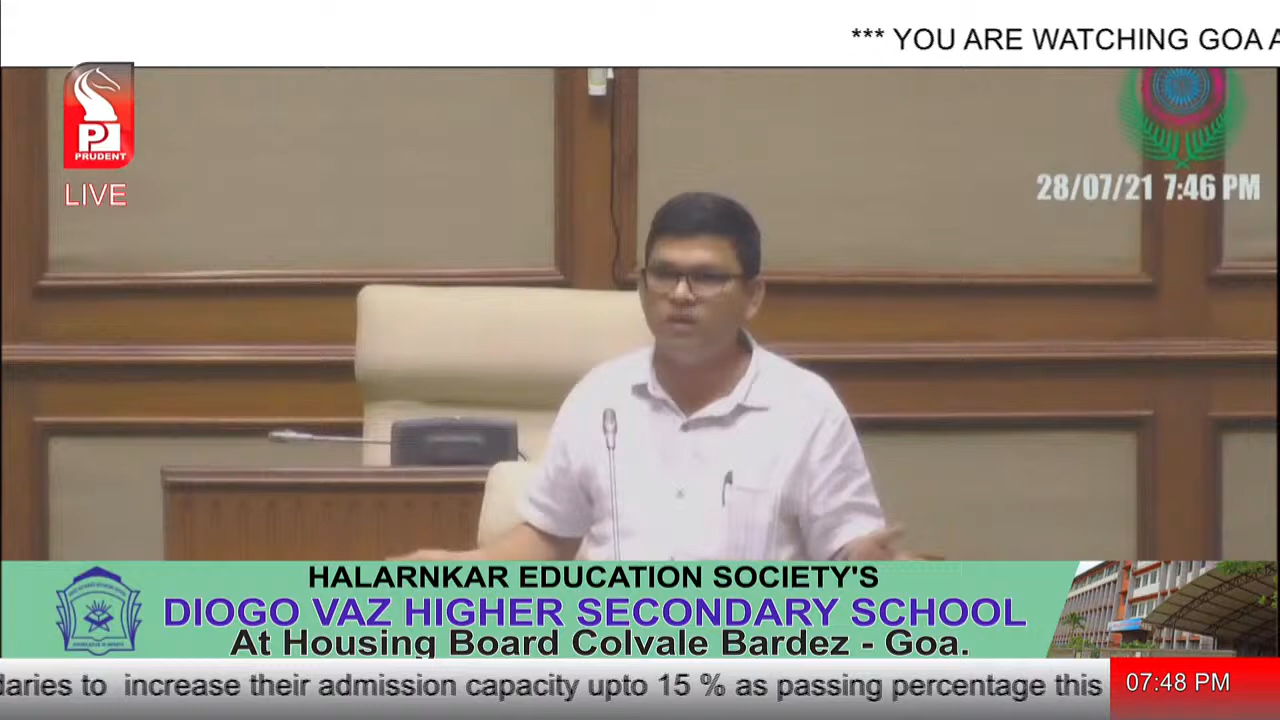 *** YOU ARE WATCHING GOA A
PRUDENT
LIVE
28/07/21 7:46 PM
HALARNKAR EDUCATION SOCIETY'S
DIOGO VAZ HIGHER SECONDARY SCHOOL
At Housing Board Colvale Bardez - Goa.
daries to increase their admission capacity upto 15 % as passing percentage this
07:48 PM